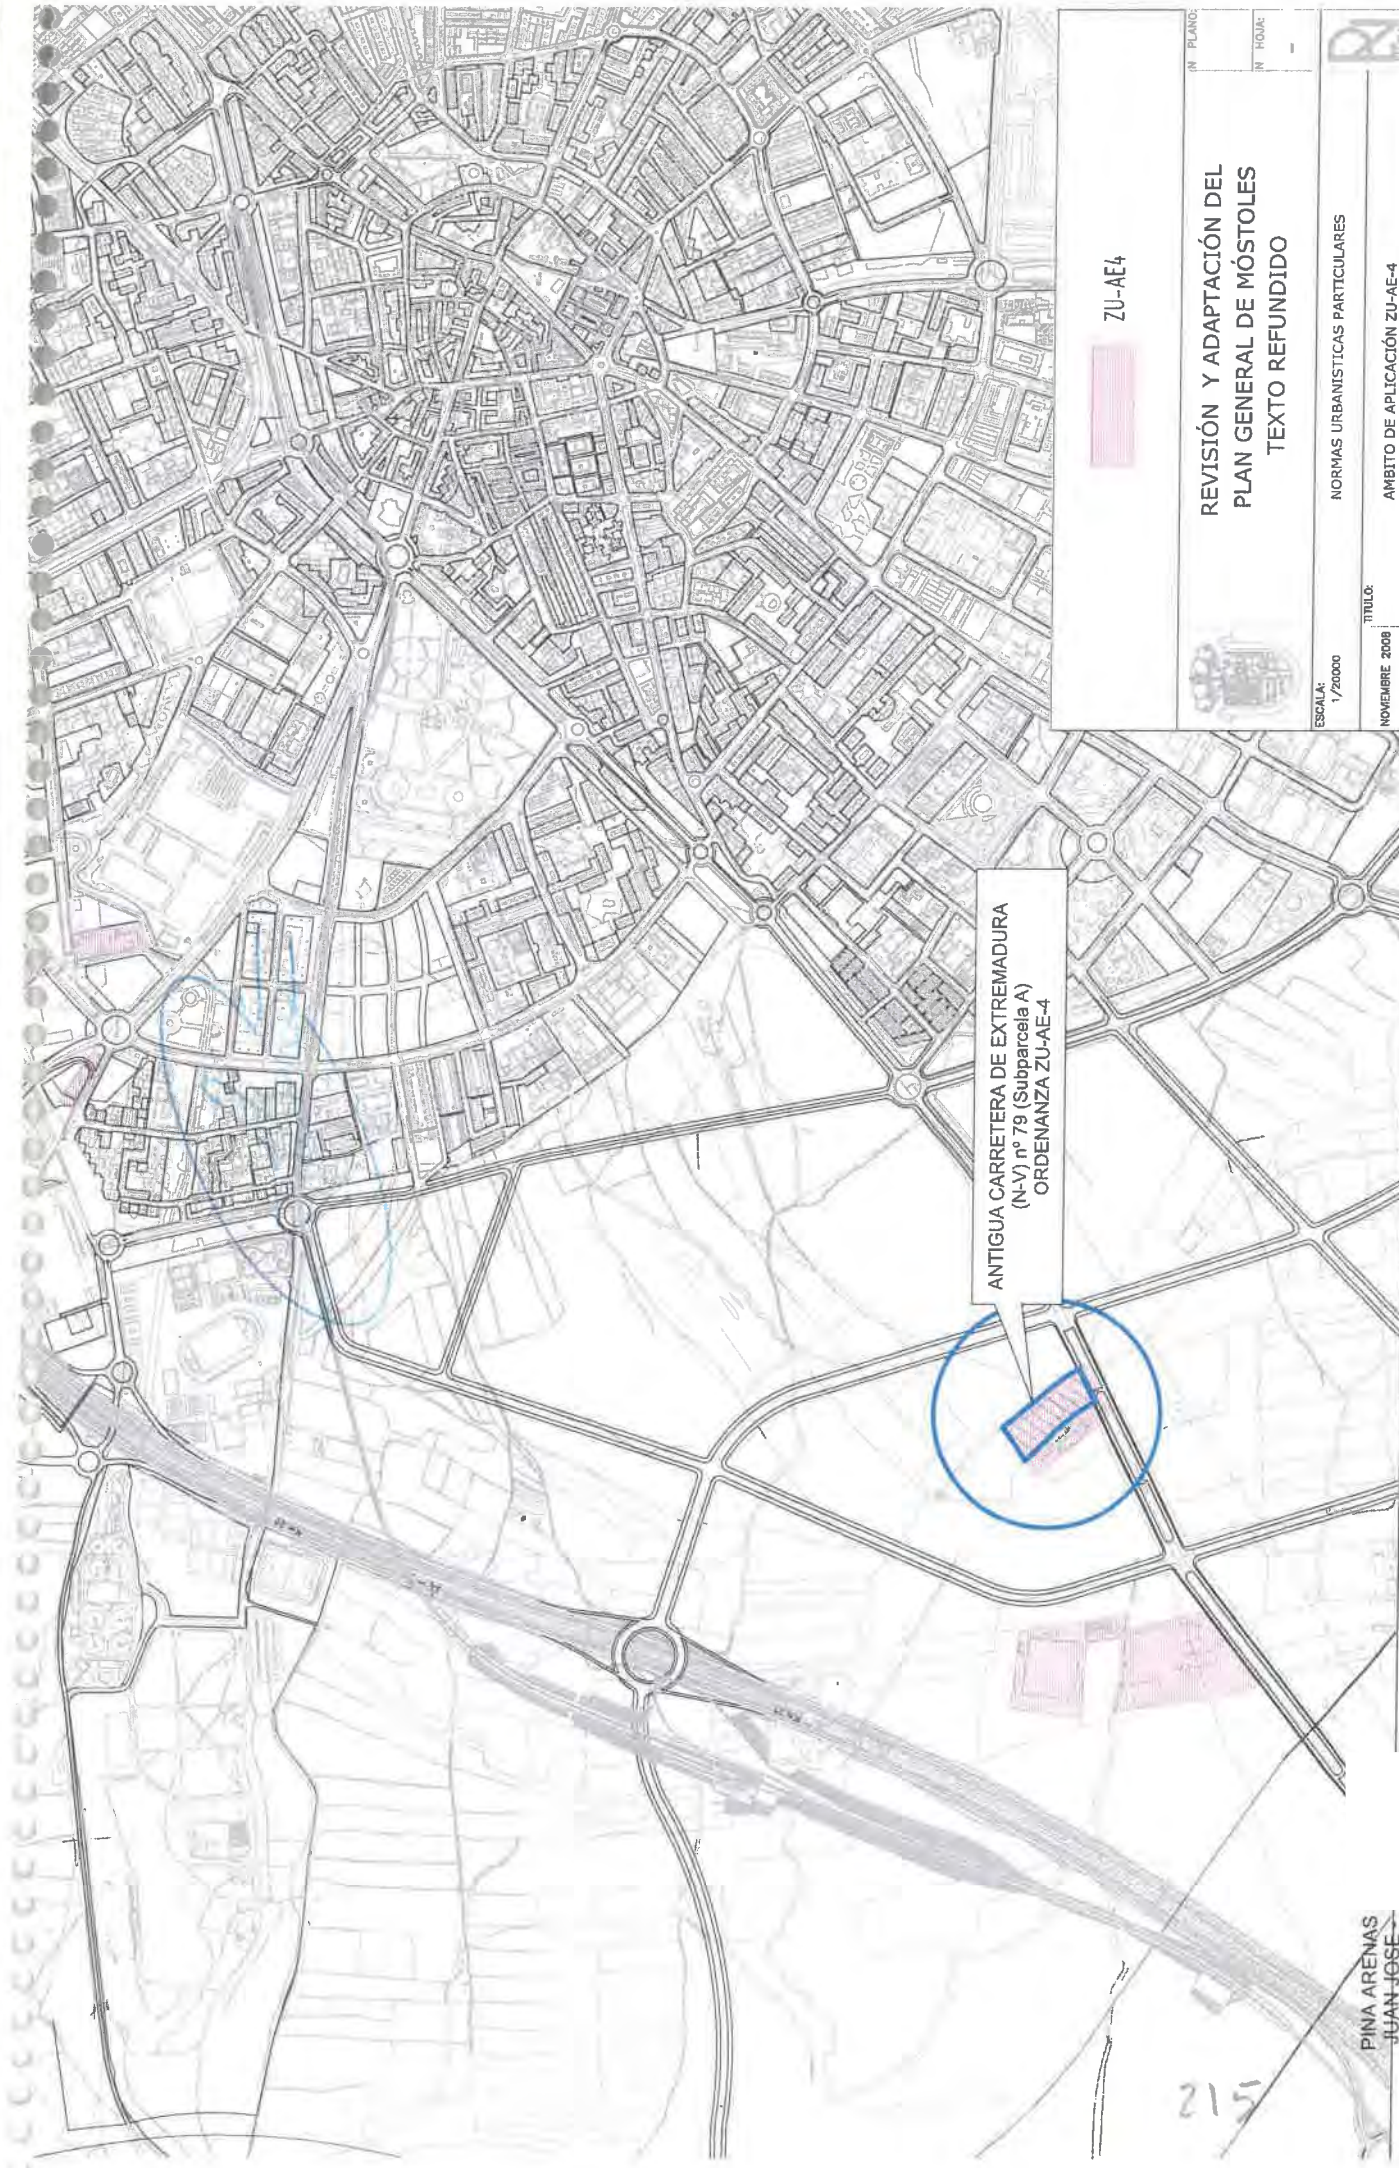 ZU-AE4
REVISIÓN Y ADAPTACIÓN DEL
PLAN GENERAL DE MÓSTOLES
TEXTO REFUNDIDO
N PLANO:
N HOJA:
-
ESCALA:
1/20000
NORMAS URBANISTICAS PARTICULARES
NOVIEMBRE 2008
TITULO:
AMBITO DE APLICACIÓN ZU-AE-4
ANTIGUA CARRETERA DE EXTREMADURA
(N-V) nº 79 (Subparcela A)
ORDENANZA ZU-AE-4
PINA ARENAS
JUAN JOSE -
215